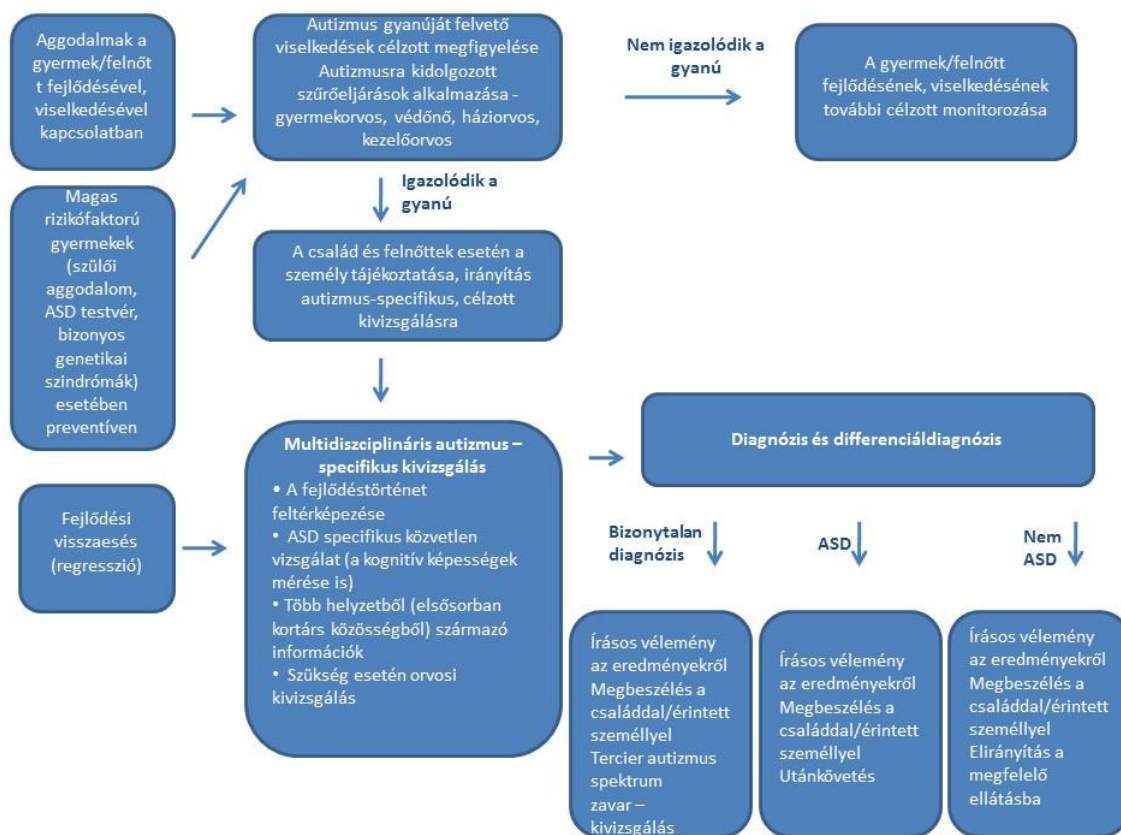 Aggodalmak a
gyermek/felnőt
t fejlődésével,
viselkedésével
kapcsolatban
Autizmus gyanúját felvető
viselkedések célzott megfigyelése
Autizmusra kidolgozott
szűrőeljárások alkalmazása -
gyermekorvos, védőnő, háziorvos,
kezelőorvos
Nem igazolódik a
gyanú
A gyermek/felnőtt
fejlődésének, viselkedésének
további célzott monitorozása
Magas
rizikófaktorú
gyermekek
(szülői
aggodalom,
ASD testvér,
bizonyos
genetikai
szindrómák)
esetében
preventíven
Igazolódik a
gyanú
A család és felnőttek esetén a
személy tájékoztatása, irányítás
autizmus-specifikus, célzott
kivizsgálásra
Fejlődési
visszaesés
(regresszió)
Multidiszciplináris autizmus –
specifikus kivizsgálás
• A fejlődéstörténet
feltérképezése
• ASD specifikus közvetlen
vizsgálat (a kognitív képességek
mérése is)
• Több helyzetből (elsősorban
kortárs közösségből) származó
információk
• Szükség esetén orvosi
kivizsgálás
Diagnózis és differenciáldiagnózis
Bizonytalan
diagnózis
ASD
Nem
ASD
Írásos vélemény
az eredményekről
Megbeszélés a
családdal/érintett
személlyel
Tercier autizmus
spektrum
zavar –
kivizsgálás
Írásos vélemény
az eredményekről
Megbeszélés a
családdal/érintett
személlyel
Utánkövetés
Írásos vélemény
az eredményekről
Megbeszélés a
családdal/érintett
személlyel
Elirányítás a
megfelelő
ellátásba